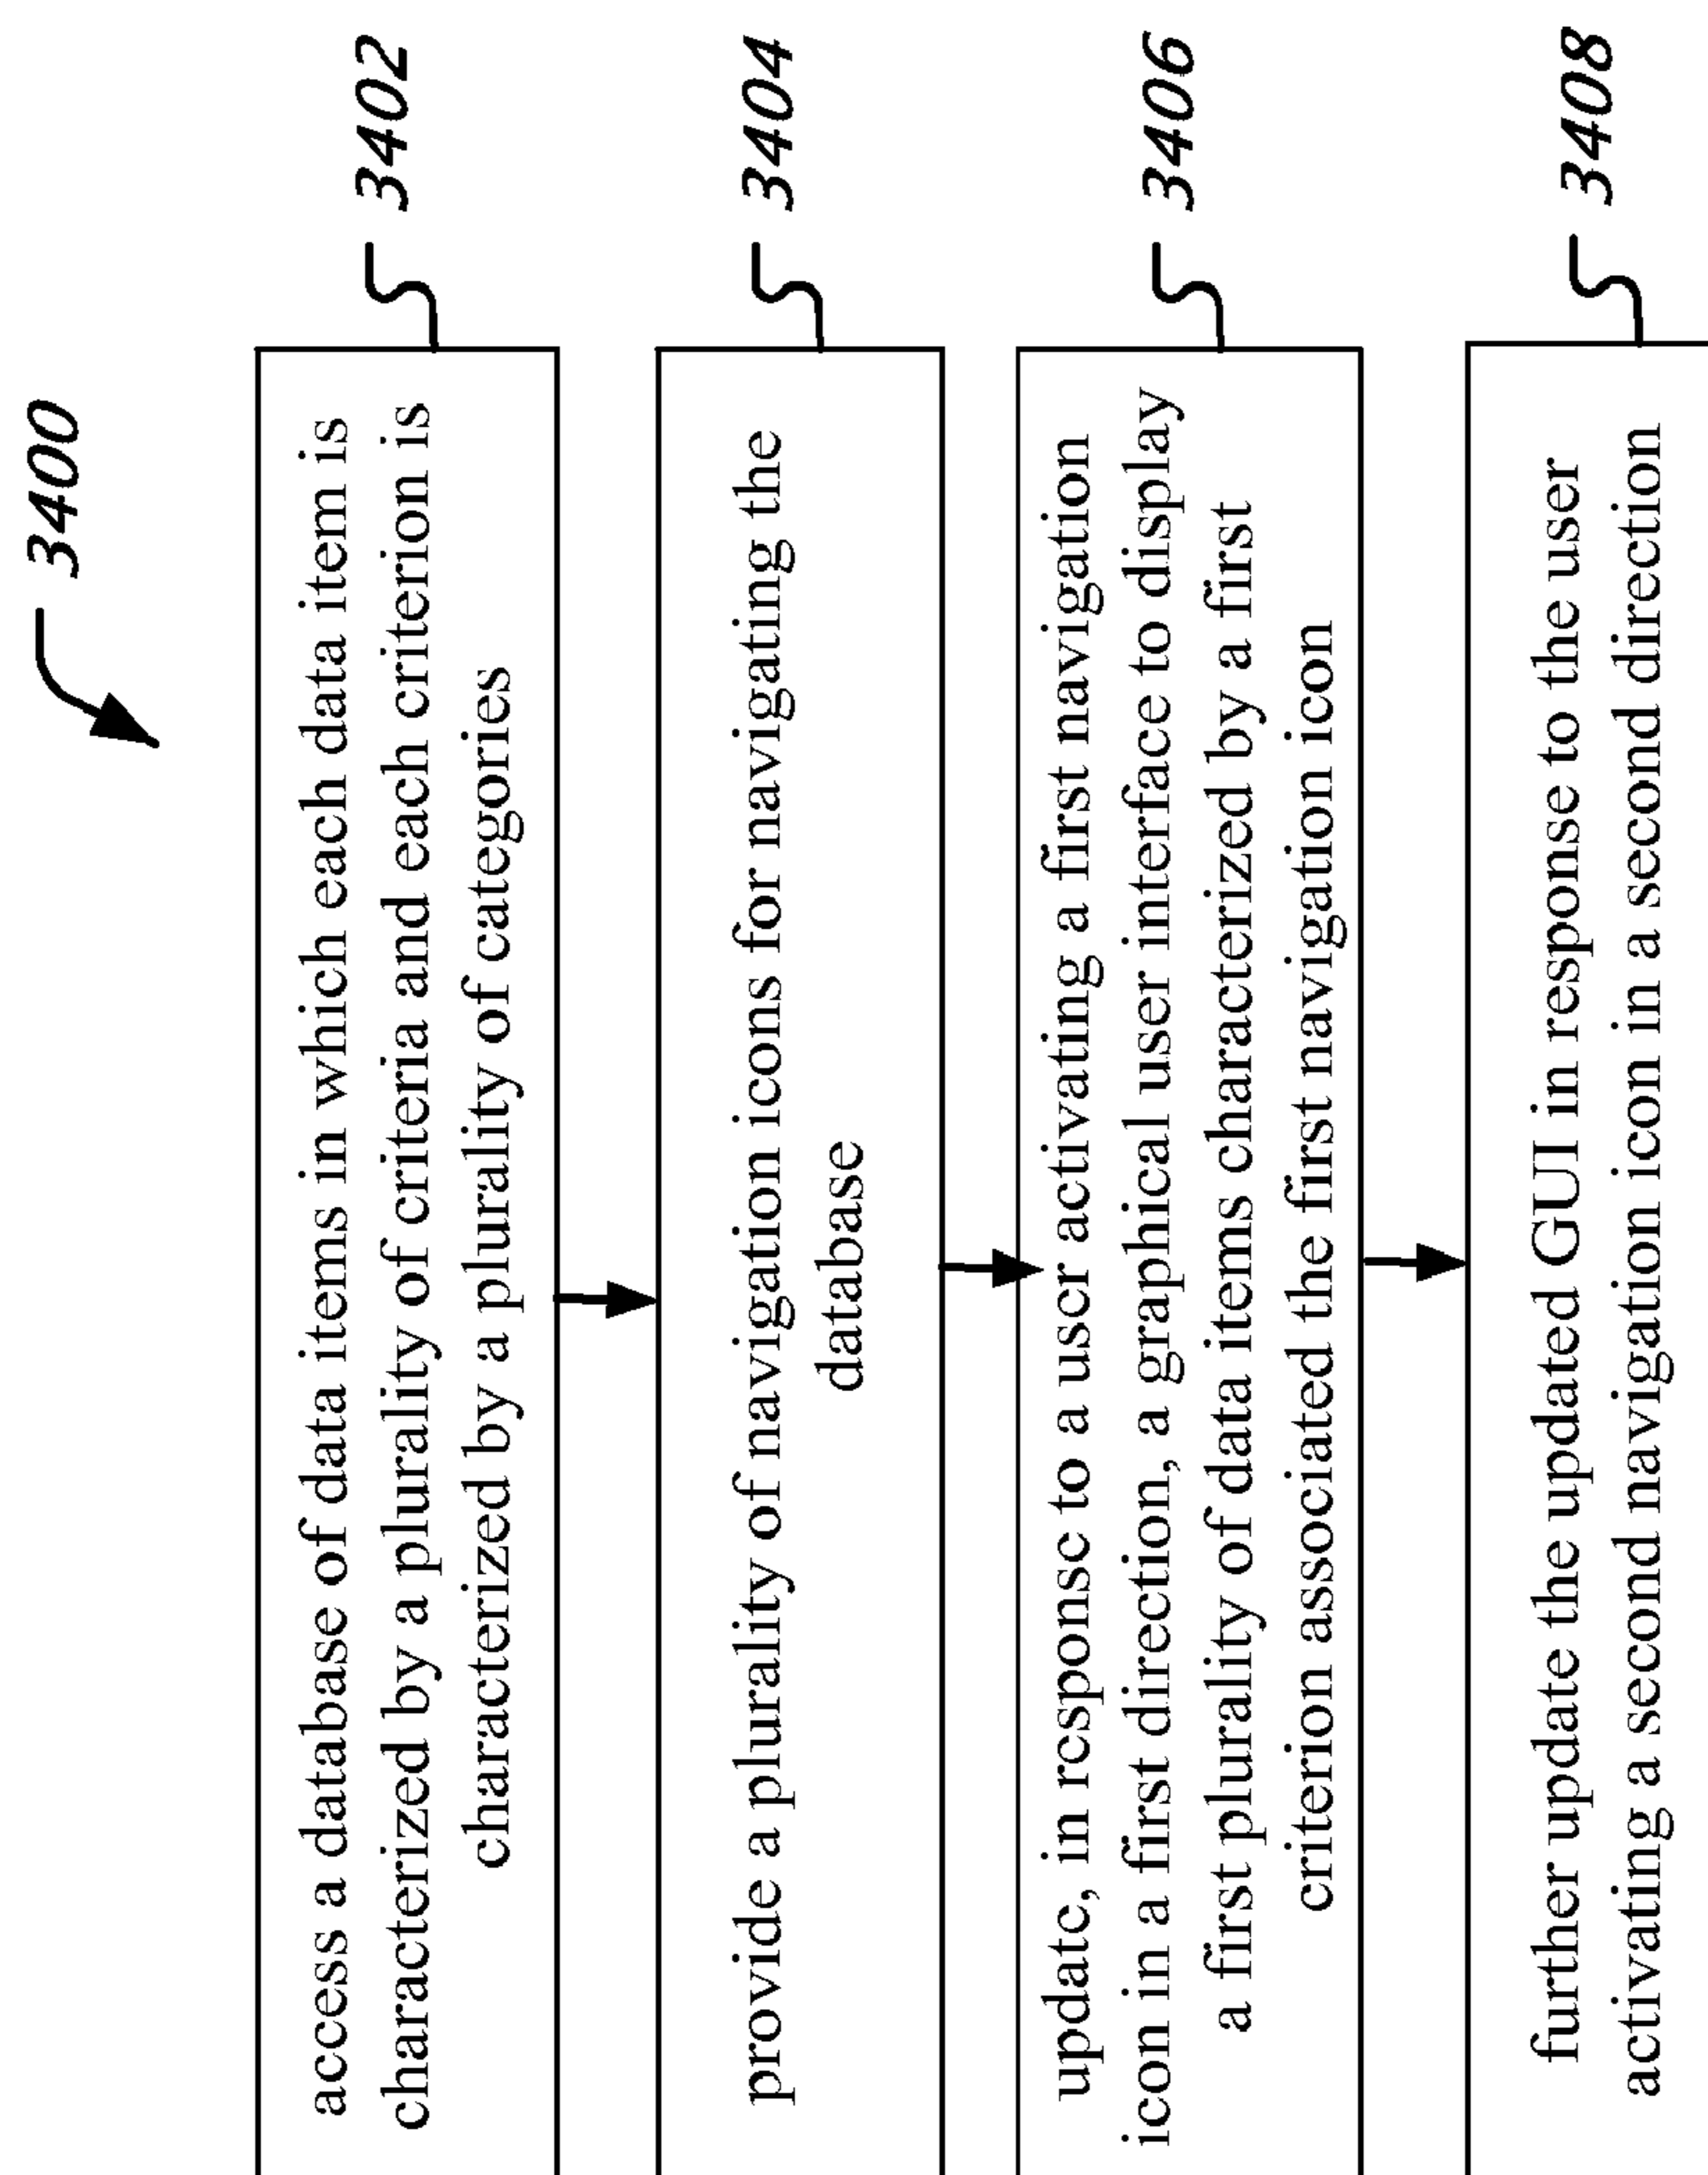 3400
access a database of data items in which each data item is
characterized by a plurality of criteria and each criterion is
characterized by a plurality of categories
3402
provide a plurality of navigation icons for navigating the
database
3404
update, in response to a user activating a first navigation
icon in a first direction, a graphical user interface to display
a first plurality of data items characterized by a first
criterion associated the first navigation icon
3406
further update the updated GUI in response to the user
activating a second navigation icon in a second direction
3408